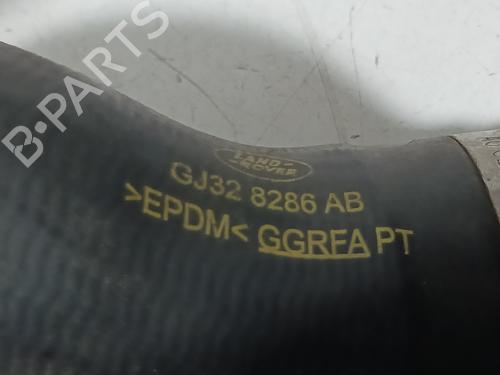 B-PARTS
LAND-
ROVER
GJ32 8286 AB
>EPDM< GGRFA PT